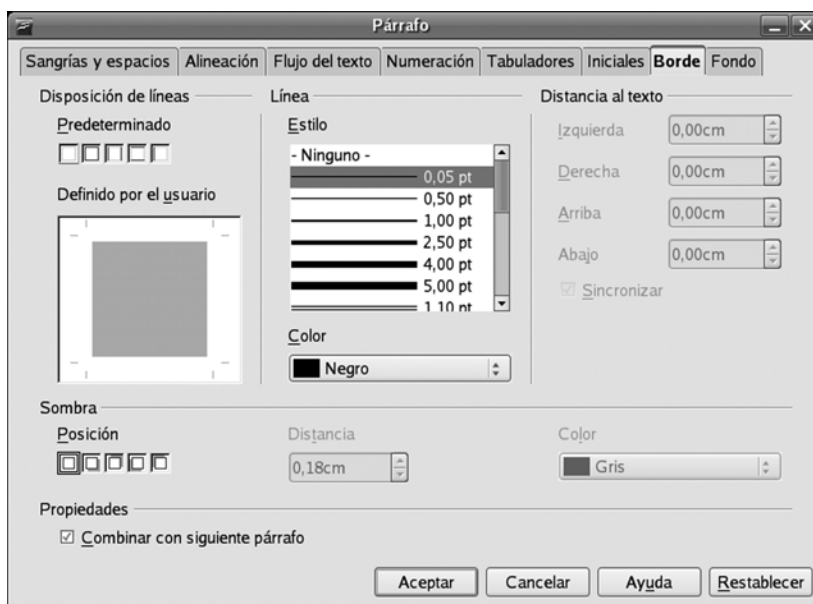 Párrafo
Sangrías y espacios Alineación Flujo del texto Numeración Tabuladores Iniciales Borde Fondo
Disposición de líneas Línea Distancia al texto
Predeterminado Estilo Izquierda 0,00cm
- Ninguno -
0,05 pt Derecha 0,00cm
Definido por el usuario 0,50 pt
1,00 pt Arriba 0,00cm
2,50 pt Abajo 0,00cm
4,00 pt
5,00 pt Sincronizar
1,10 pt
Color
Negro
Sombra
Posición Distancia Color
0,18cm Gris
Propiedades
Combinar con siguiente párrafo
Aceptar Cancelar Ayuda Restablecer